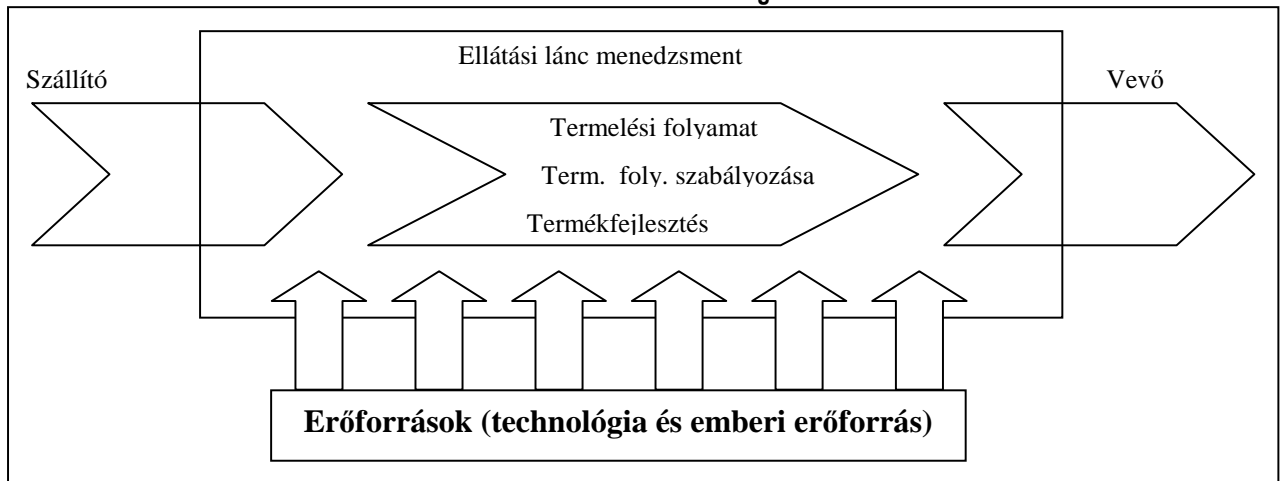 Ellátási lánc menedzsment
Szállító
Vevő
Termelési folyamat
Term. foly. szabályozása
Termékfejlesztés
Erőforrások (technológia és emberi erőforrás)